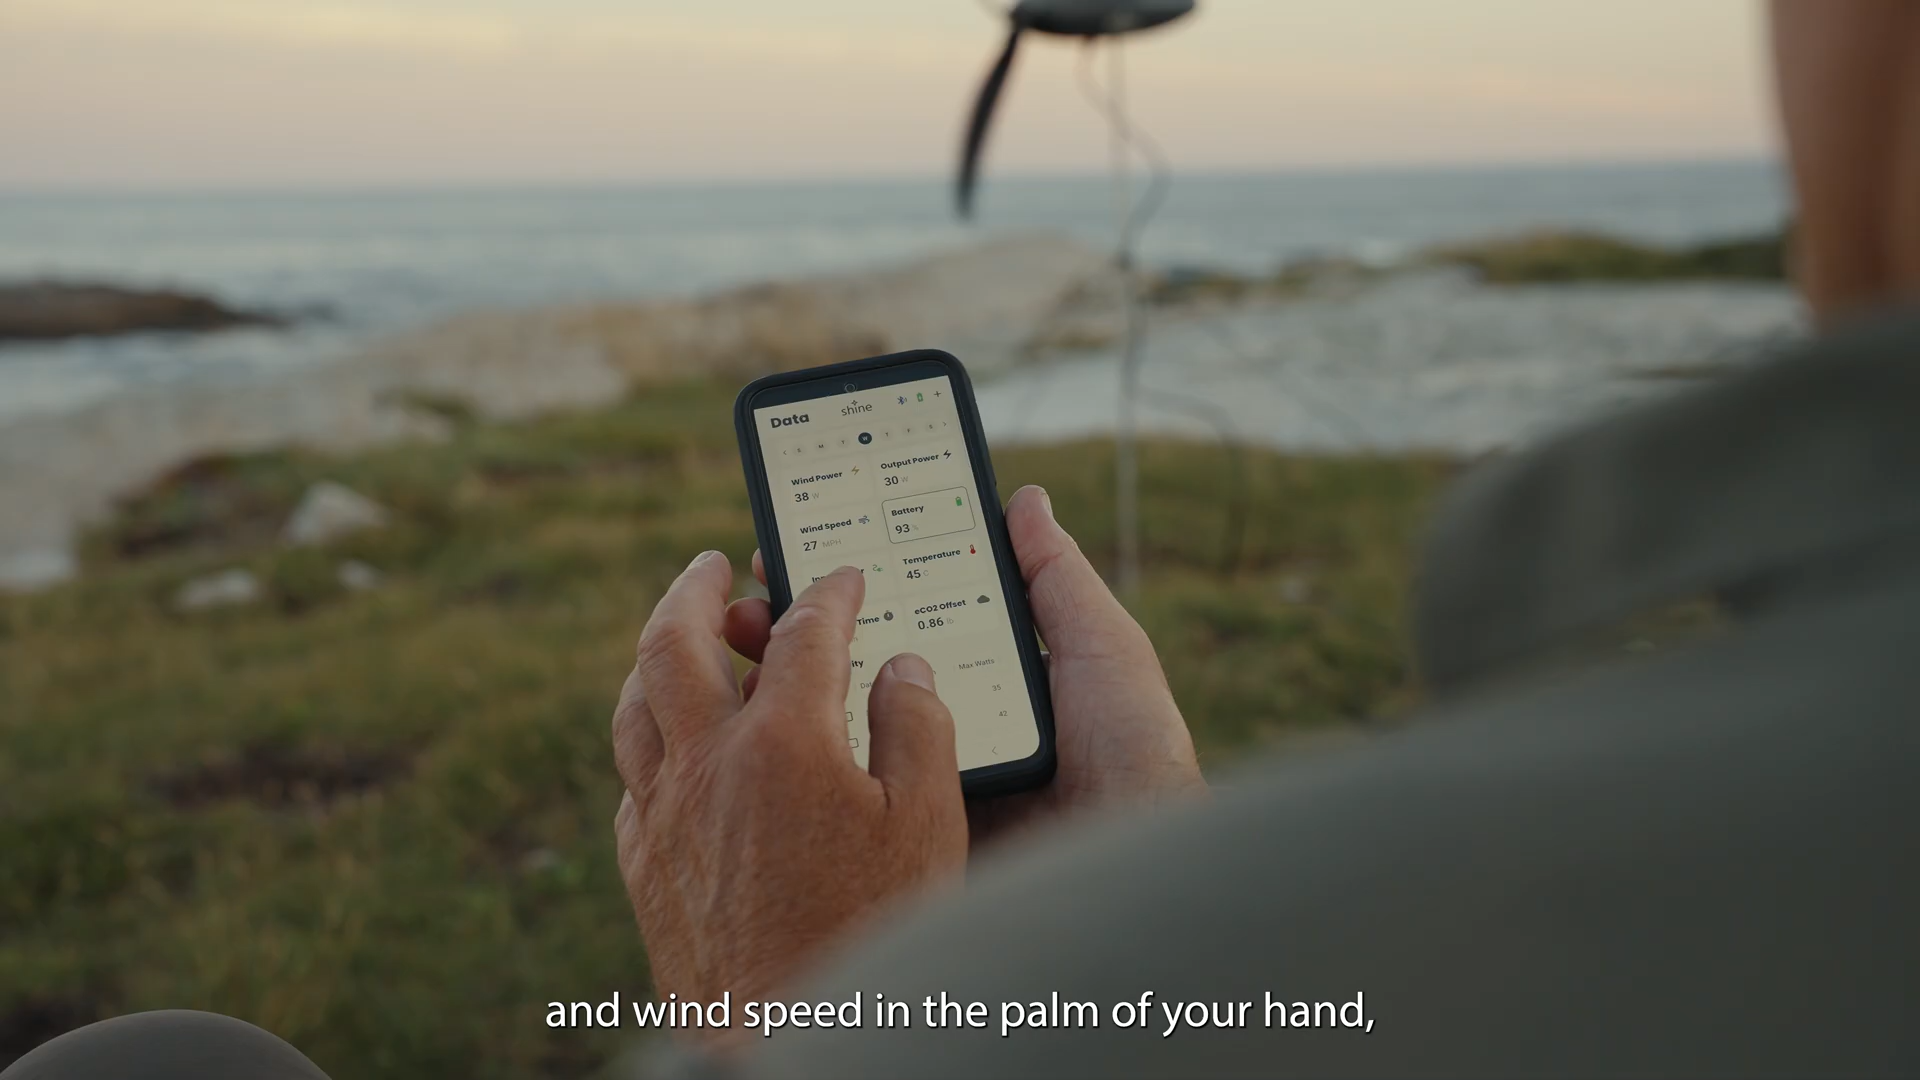 Data
shine
M T W T F S
Wind Power
38 W
Output Power
30 W
Wind Speed
27 MPH
Battery
93 %
Temperature
45 C
Time
eCO2 Offset
0.86 lb
Max Watts
35
42
and wind speed in the palm of your hand,